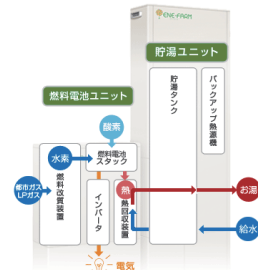 ENE-FARM
貯湯ユニット
燃料電池ユニット
貯湯タンク
バックアップ熱源機
酸素
水素
燃料電池
スタック
都市ガス
LPガス
燃料改質装置
インバータ
熱
熱回収装置
お湯
給水
電気